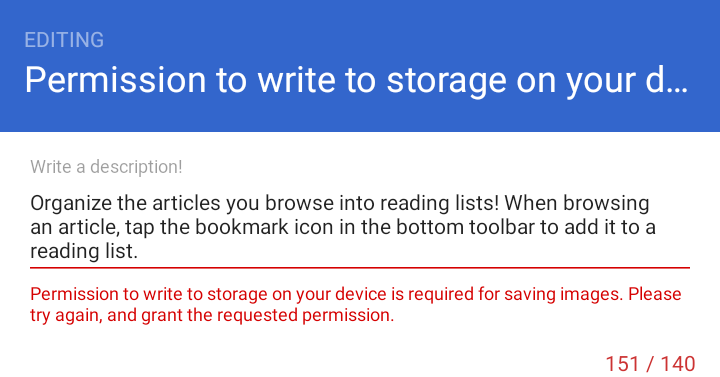 EDITING
Permission to write to storage on your d...
Write a description!
Organize the articles you browse into reading lists! When browsing
an article, tap the bookmark icon in the bottom toolbar to add it to a
reading list.
Permission to write to storage on your device is required for saving images. Please
try again, and grant the requested permission.
151 / 140